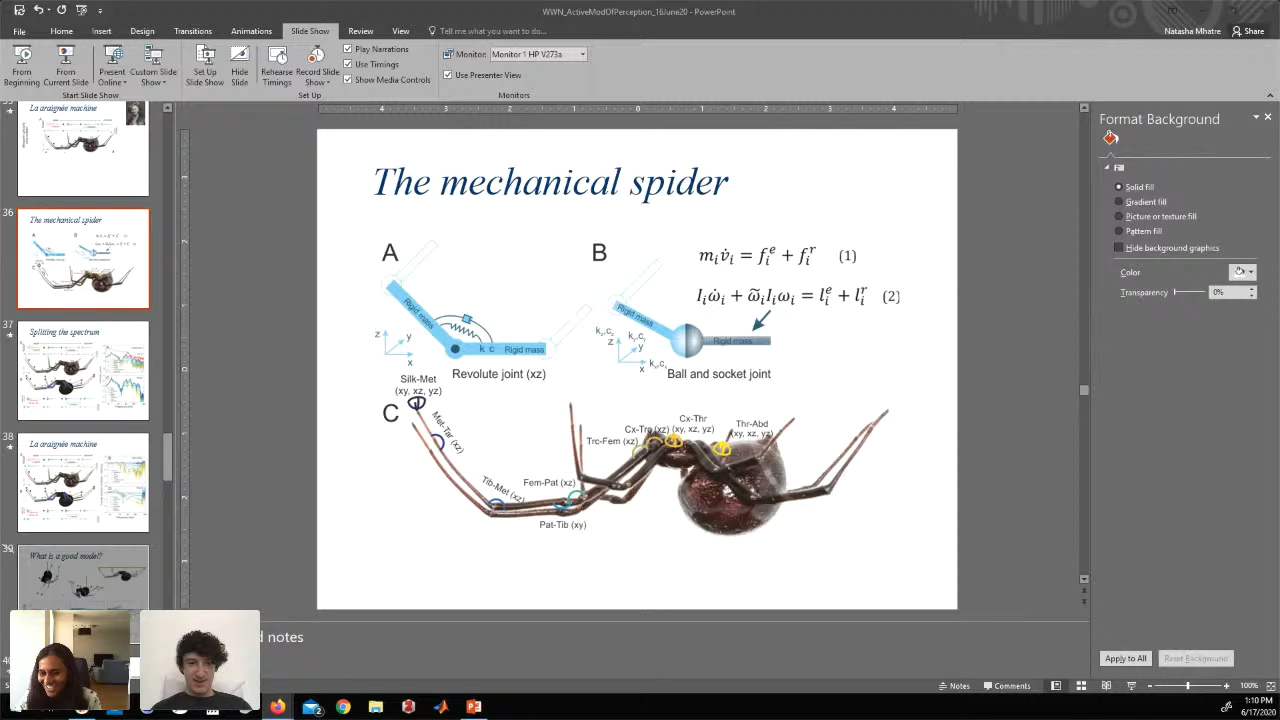 WWN_ActiveModOfPerception_16June20 - PowerPoint
File Home Insert Design Transitions Animations Slide Show Review View Tell me what you want to do...
Natasha Mhatre Share
From Beginning
From Current Slide
Present Online
Custom Slide Show
Start Slide Show
Set Up Slide Show
Hide Slide
Rehearse Timings
Record Slide Show
Play Narrations
Use Timings
Show Media Controls
Set Up
Monitor: Monitor 1 HP V273a
Use Presenter View
Monitors
La araignée machine
36
The mechanical spider
37
Splitting the spectrum
38
La araignée machine
39
What is a good model?
The mechanical spider
A
Rigid mass
k c Rigid mass
z y x
Revolute joint (xz)
B
Rigid mass
Rigid mass
z y x
Ball and socket joint
m_i v̇_i = f_i^e + f_i^r (1)
I_i ω̇_i + ω̃_i I_i ω_i = l_i^e + l_i^r (2)
C
Silk-Met
(xy, xz, yz)
Met-Tar (xz)
Tib-Met (xz)
Fem-Pat (xz)
Pat-Tib (xy)
Trc-Fem (xz)
Cx-Trc (xz)
Cx-Thr
(xy, xz, yz)
Thr-Abd
(xy, xz, yz)
Format Background
Fill
Solid fill
Gradient fill
Picture or texture fill
Pattern fill
Hide background graphics
Color
Transparency 0%
Apply to All Reset Background
d notes
Notes Comments 100%
1:10 PM
6/17/2020